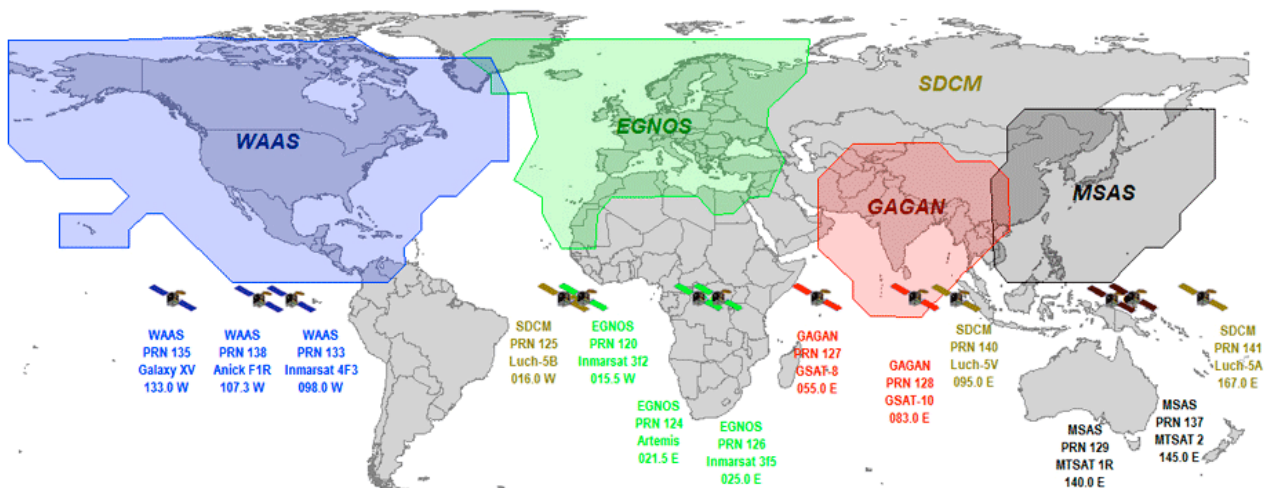 SDCM
WAAS
EGNOS
GAGAN
MSAS
WAAS
PRN 135
Galaxy XV
133.0 W
WAAS
PRN 138
Anick F1R
107.3 W
WAAS
PRN 133
Inmarsat 4F3
098.0 W
SDCM
PRN 125
Luch-5B
016.0 W
EGNOS
PRN 120
Inmarsat 3f2
015.5 W
EGNOS
PRN 124
Artemis
021.5 E
EGNOS
PRN 126
Inmarsat 3f5
025.0 E
GAGAN
PRN 127
GSAT-8
055.0 E
GAGAN
PRN 128
GSAT-10
083.0 E
SDCM
PRN 140
Luch-5V
095.0 E
MSAS
PRN 129
MTSAT 1R
140.0 E
MSAS
PRN 137
MTSAT 2
145.0 E
SDCM
PRN 141
Luch-5A
167.0 E